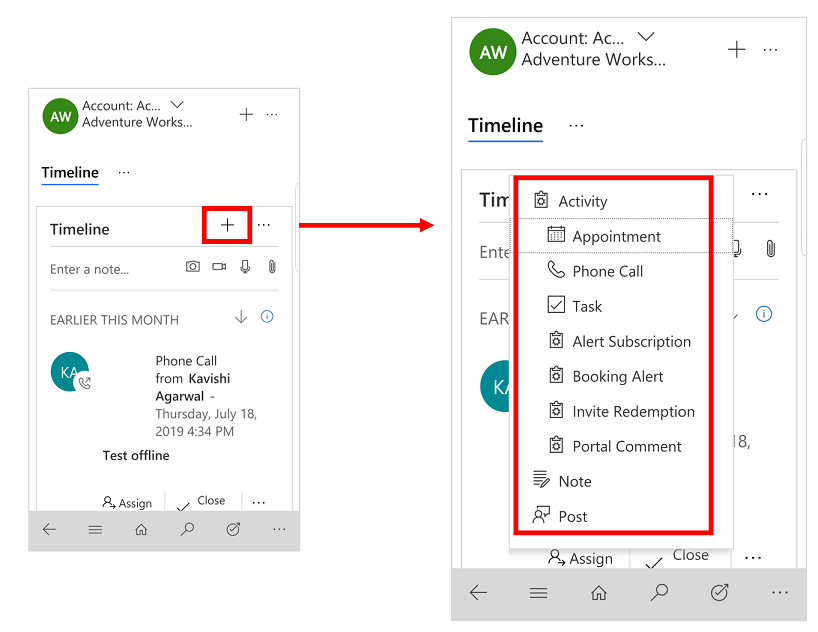 AW
Account: Ac...
Adventure Works...
Timeline
Timeline
Enter a note...
EARLIER THIS MONTH
KA
Phone Call
from Kavishi
Agarwal -
Thursday, July 18,
2019 4:34 PM
Test offline
Assign
Close
AW
Account: Ac...
Adventure Works...
Timeline
Tim
Activity
Appointment
Ente
Phone Call
Task
EAR
Alert Subscription
Booking Alert
KA
Invite Redemption
Portal Comment
18,
Note
Post
Assign
Close